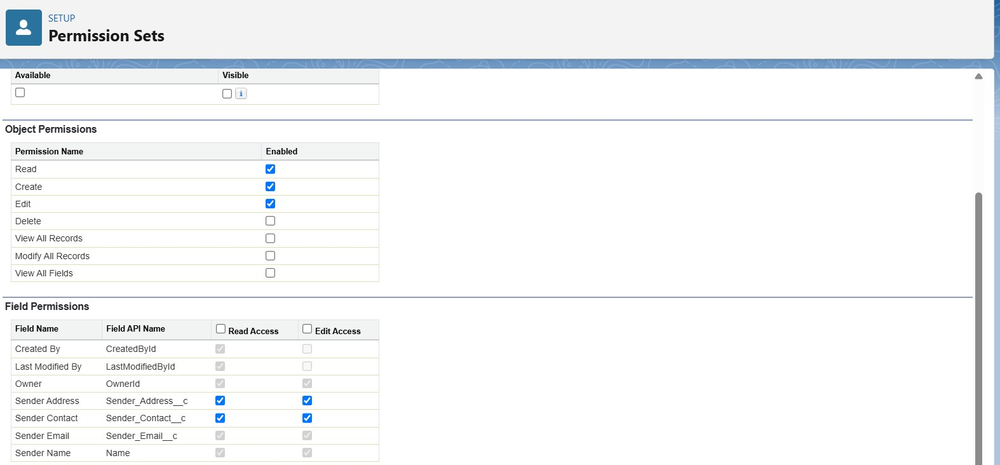 SETUP
Permission Sets
Available Visible
i
Object Permissions
Permission Name Enabled
Read
Create
Edit
Delete
View All Records
Modify All Records
View All Fields
Field Permissions
Field Name Field API Name Read Access Edit Access
Created By CreatedById
Last Modified By LastModifiedById
Owner OwnerId
Sender Address Sender_Address__c
Sender Contact Sender_Contact__c
Sender Email Sender_Email__c
Sender Name Name